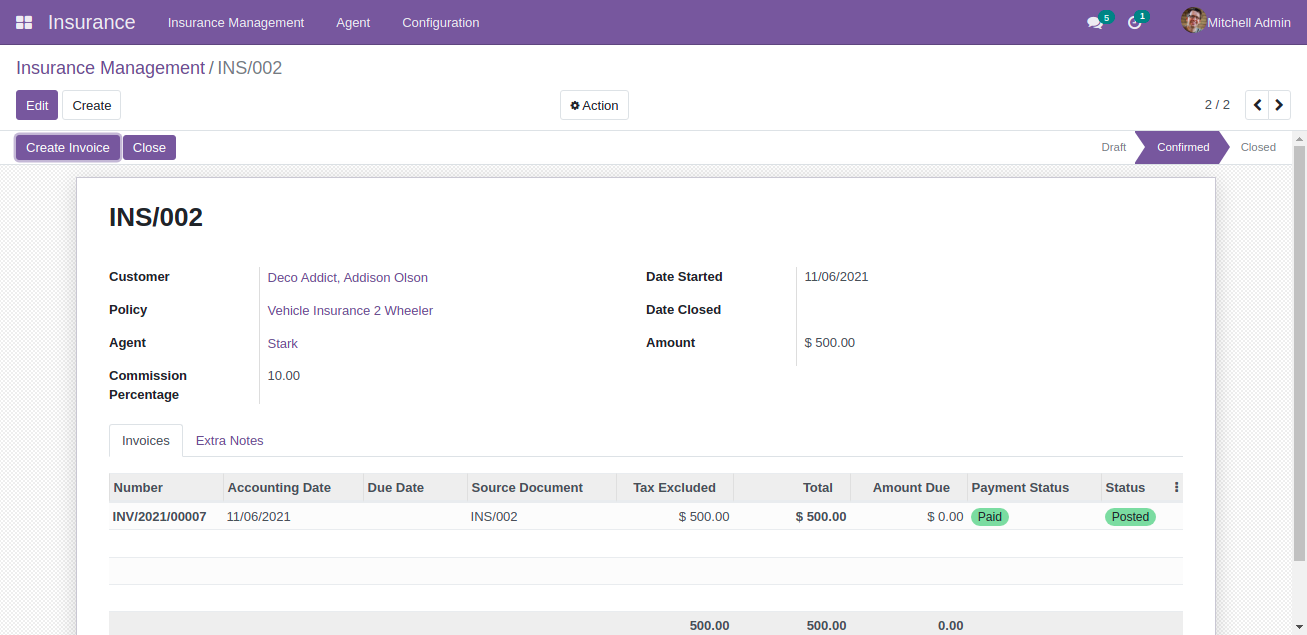 Insurance Insurance Management Agent Configuration 5 1 Mitchell Admin
Insurance Management / INS/002
Edit Create Action 2 / 2
Create Invoice Close Draft Confirmed Closed
INS/002
Customer Deco Addict, Addison Olson Date Started 11/06/2021
Policy Vehicle Insurance 2 Wheeler Date Closed
Agent Stark Amount $ 500.00
Commission 10.00
Percentage
Invoices Extra Notes
Number Accounting Date Due Date Source Document Tax Excluded Total Amount Due Payment Status Status
INV/2021/00007 11/06/2021 INS/002 $ 500.00 $ 500.00 $ 0.00 Paid Posted
500.00 500.00 0.00